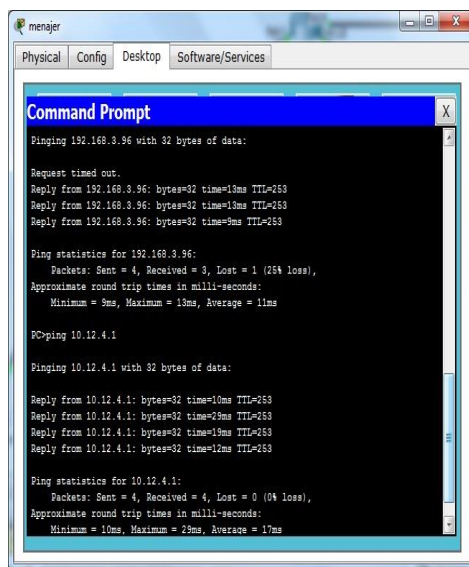 menajer
Physical Config Desktop Software/Services
Command Prompt X
Pinging 192.168.3.96 with 32 bytes of data:
Request timed out.
Reply from 192.168.3.96: bytes=32 time=13ms TTL=253
Reply from 192.168.3.96: bytes=32 time=13ms TTL=253
Reply from 192.168.3.96: bytes=32 time=9ms TTL=253
Ping statistics for 192.168.3.96:
Packets: Sent = 4, Received = 3, Lost = 1 (25% loss),
Approximate round trip times in milli-seconds:
Minimum = 9ms, Maximum = 13ms, Average = 11ms
PC>ping 10.12.4.1
Pinging 10.12.4.1 with 32 bytes of data:
Reply from 10.12.4.1: bytes=32 time=10ms TTL=253
Reply from 10.12.4.1: bytes=32 time=29ms TTL=253
Reply from 10.12.4.1: bytes=32 time=19ms TTL=253
Reply from 10.12.4.1: bytes=32 time=12ms TTL=253
Ping statistics for 10.12.4.1:
Packets: Sent = 4, Received = 4, Lost = 0 (0% loss),
Approximate round trip times in milli-seconds:
Minimum = 10ms, Maximum = 29ms, Average = 17ms